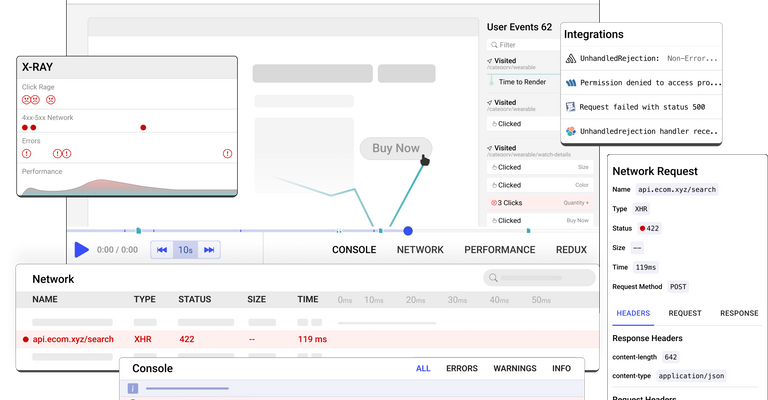 User Events 62
Filter
Visited
/category/wearable
Time to Render
Visited
/category/wearable
Clicked
Visited
/category/wearable/watch-details
Clicked
Size
Clicked
Color
3 Clicks
Quantity +
Clicked
Buy Now
Integrations
UnhandledRejection: Non-Error...
Permission denied to access pro...
Request failed with status 500
Unhandledrejection handler rece..
X-RAY
Click Rage
4xx-5xx Network
Errors
Performance
Buy Now
0:00 / 0:00
10s
CONSOLE NETWORK PERFORMANCE REDUX
Network
NAME TYPE STATUS SIZE TIME 0ms 10ms 20ms 30ms 40ms 50ms
api.ecom.xyz/search XHR 422 -- 119 ms
Console ALL ERRORS WARNINGS INFO
Network Request
Name api.ecom.xyz/search
Type XHR
Status 422
Size --
Time 119ms
Request Method POST
HEADERS REQUEST RESPONSE
Response Headers
content-length 642
content-type application/json
Request Headers